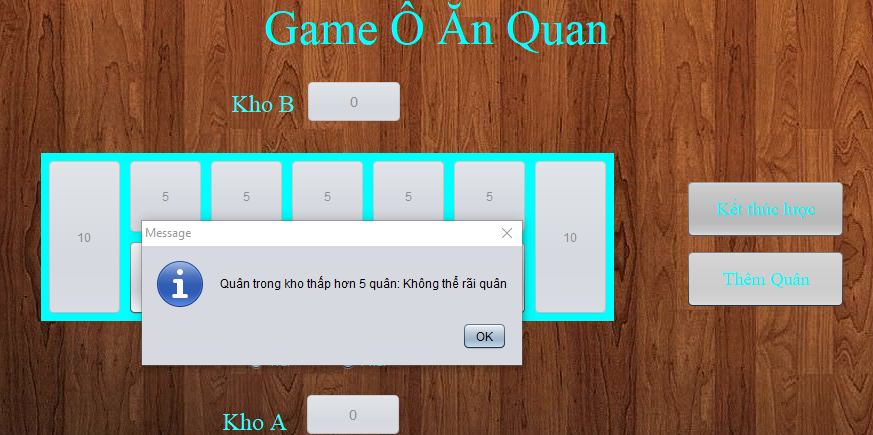 Game Ô Ăn Quan
Kho B 0
5 5 5 5 5
10 10
Kết thúc lược
Thêm Quân
Message
Quân trong kho thấp hơn 5 quân: Không thể rãi quân
OK
Kho A 0